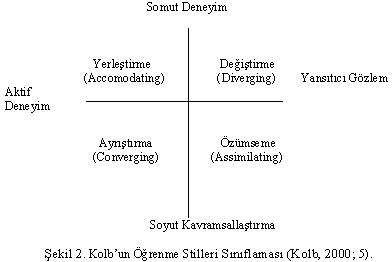 Somut Deneyim
Yerleştirme
(Accomodating)
Değiştirme
(Diverging)
Yansıtıcı Gözlem
Aktif
Deneyim
Ayrıştırma
(Converging)
Özümseme
(Assimilating)
Soyut Kavramsallaştırma
Şekil 2. Kolb’un Öğrenme Stilleri Sınıflaması (Kolb, 2000; 5).